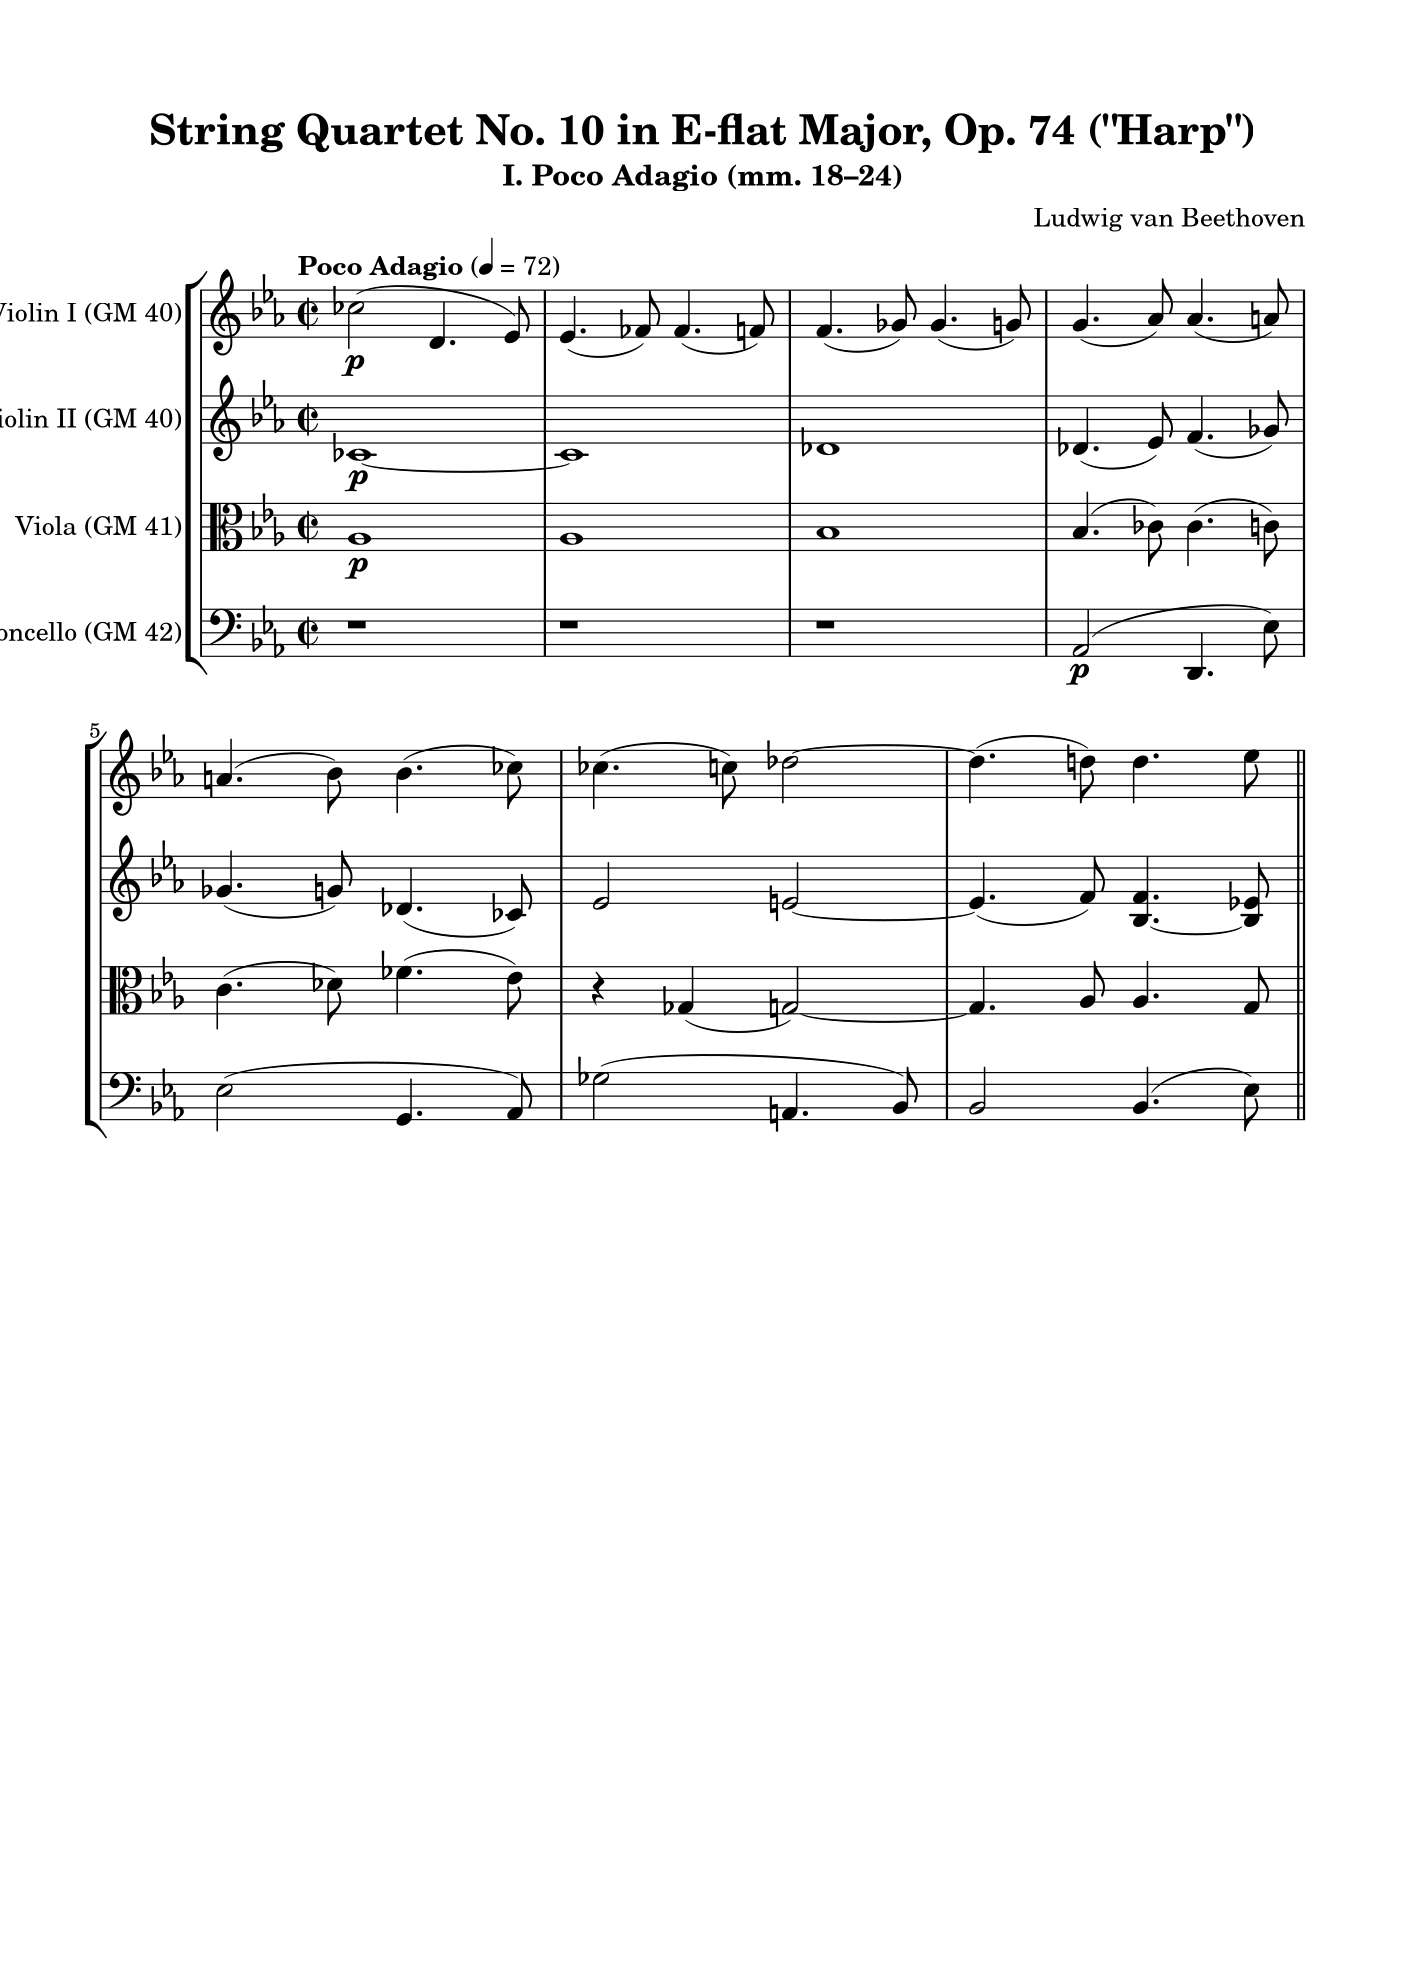 String Quartet No. 10 in E-flat Major, Op. 74 ("Harp")
I. Poco Adagio (mm. 18–24)
Ludwig van Beethoven
Poco Adagio (♩ = 72)
Violin I (GM 40)
p
iolin II (GM 40)
p
Viola (GM 41)
p
oncello (GM 42)
p
5